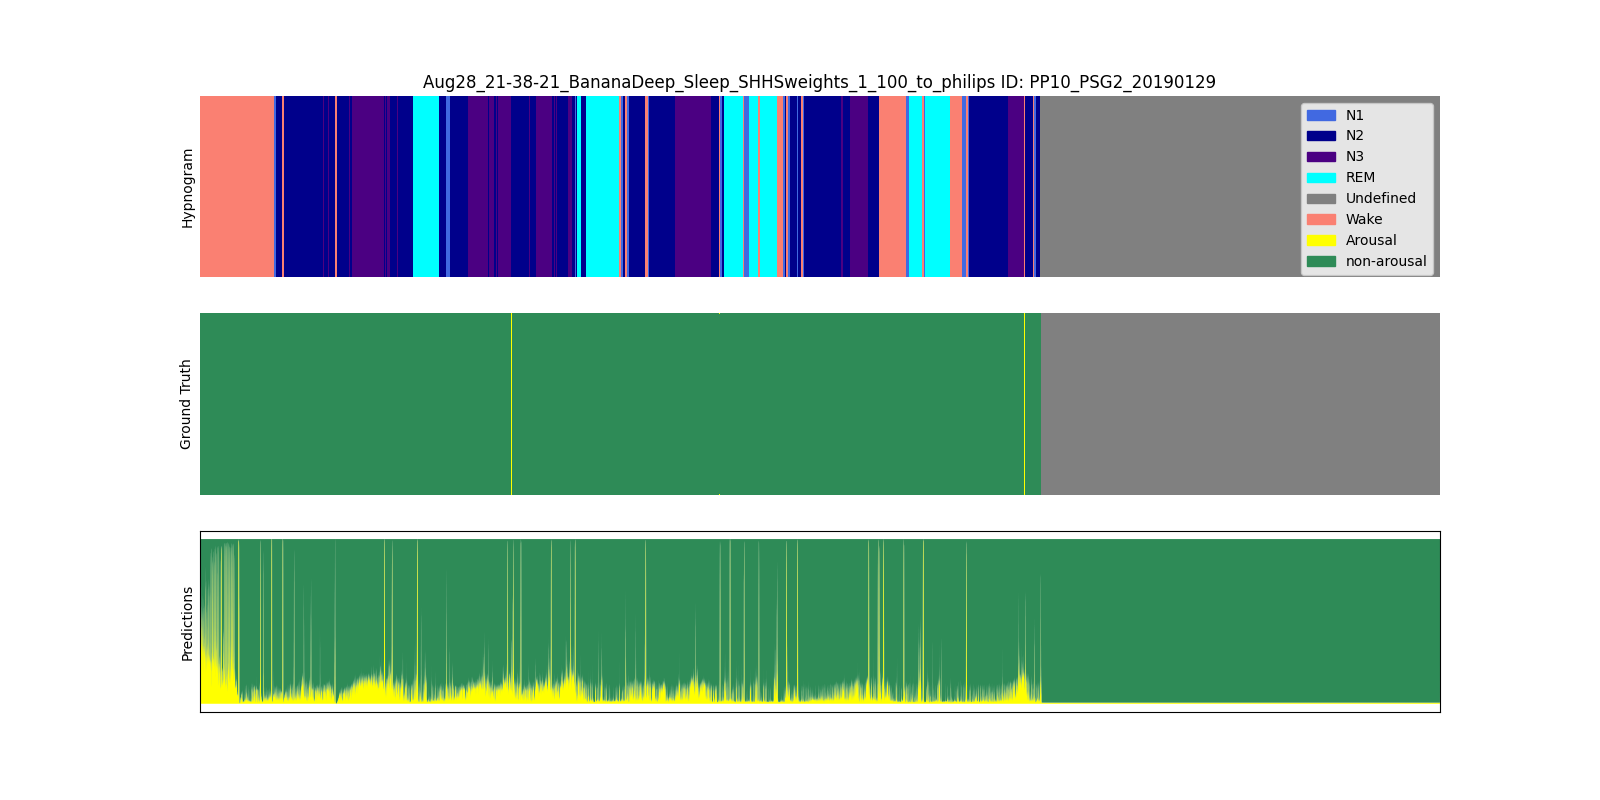 Aug28_21-38-21_BananaDeep_Sleep_SHHSweights_1_100_to_philips ID: PP10_PSG2_20190129
Hypnogram
N1
N2
N3
REM
Undefined
Wake
Arousal
non-arousal
Ground Truth
Predictions